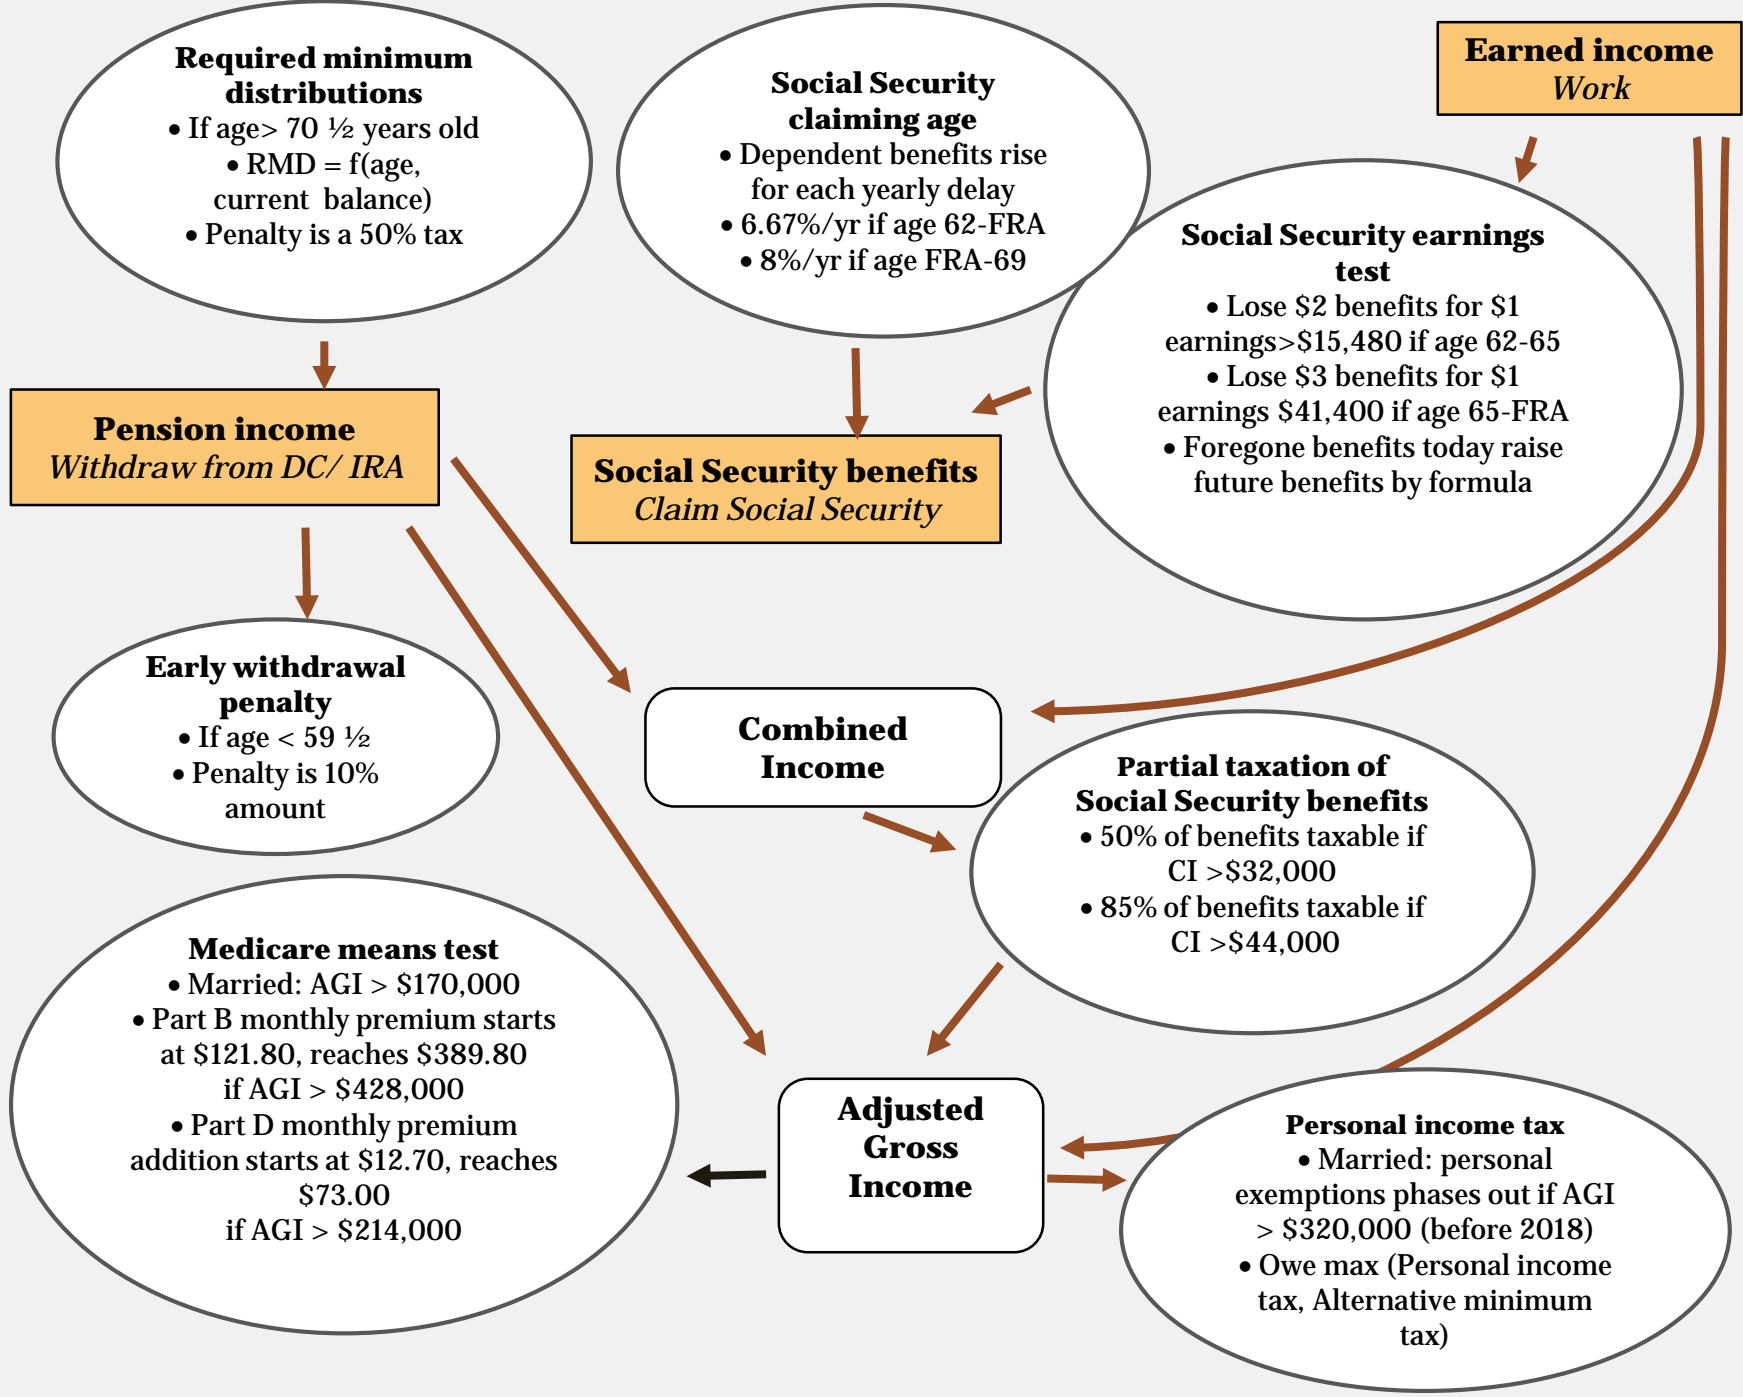 Required minimum
distributions
• If age> 70 ½ years old
• RMD = f(age,
current balance)
• Penalty is a 50% tax
Social Security
claiming age
• Dependent benefits rise
for each yearly delay
• 6.67%/yr if age 62-FRA
• 8%/yr if age FRA-69
Earned income
Work
Social Security earnings
test
• Lose $2 benefits for $1
earnings>$15,480 if age 62-65
• Lose $3 benefits for $1
earnings $41,400 if age 65-FRA
• Foregone benefits today raise
future benefits by formula
Pension income
Withdraw from DC/ IRA
Social Security benefits
Claim Social Security
Early withdrawal
penalty
• If age < 59 ½
• Penalty is 10%
amount
Combined
Income
Partial taxation of
Social Security benefits
• 50% of benefits taxable if
CI >$32,000
• 85% of benefits taxable if
CI >$44,000
Medicare means test
• Married: AGI > $170,000
• Part B monthly premium starts
at $121.80, reaches $389.80
if AGI > $428,000
• Part D monthly premium
addition starts at $12.70, reaches
$73.00
if AGI > $214,000
Adjusted
Gross
Income
Personal income tax
• Married: personal
exemptions phases out if AGI
> $320,000 (before 2018)
• Owe max (Personal income
tax, Alternative minimum
tax)